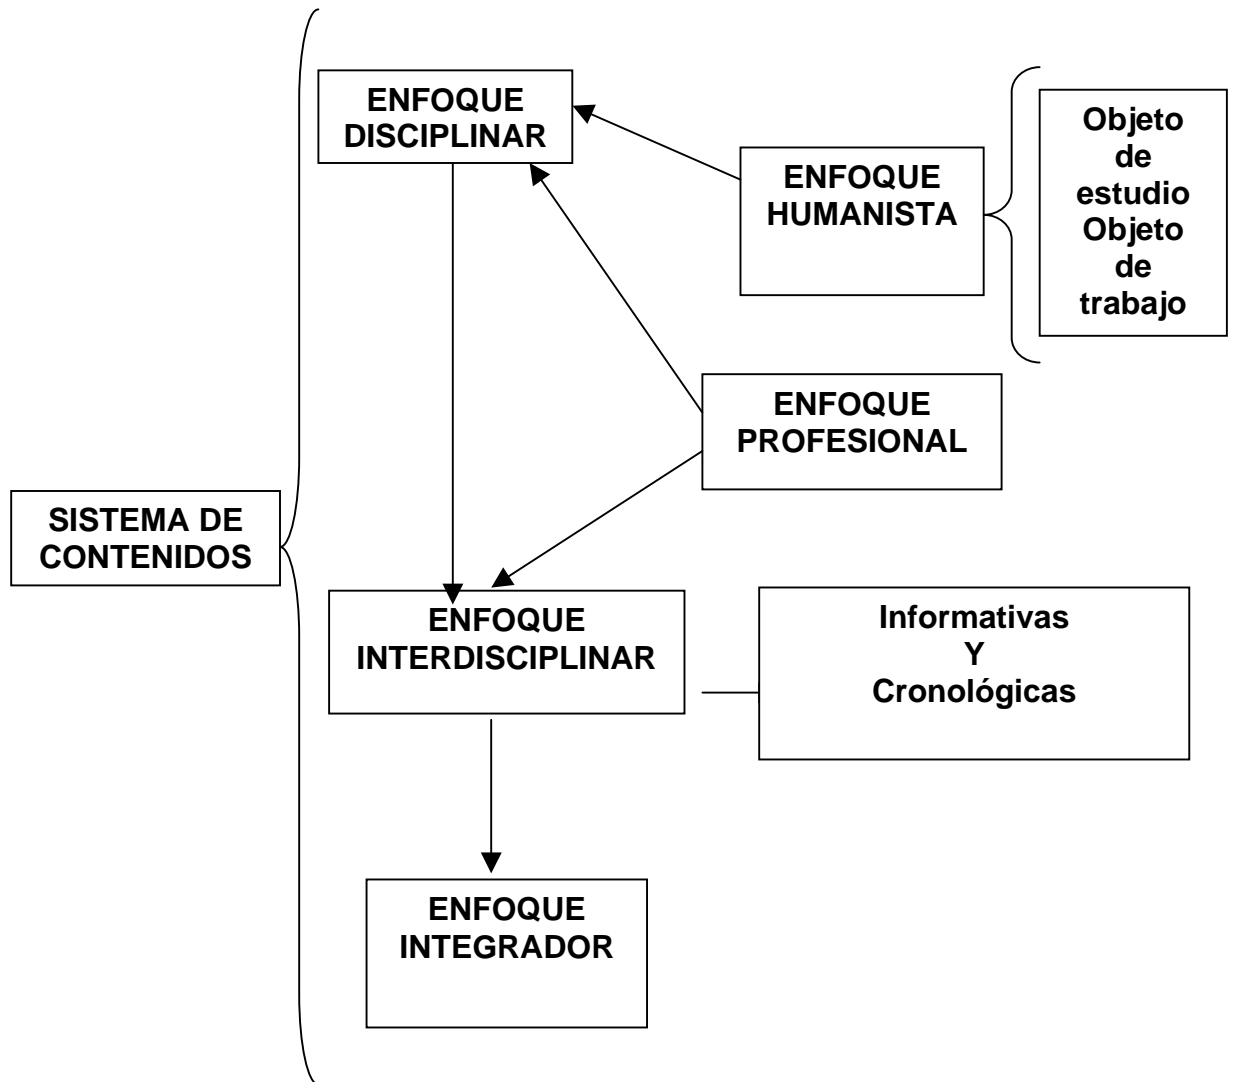 ENFOQUE
DISCIPLINAR
ENFOQUE
HUMANISTA
Objeto
de
estudio
Objeto
de
trabajo
ENFOQUE
PROFESIONAL
SISTEMA DE
CONTENIDOS
ENFOQUE
INTERDISCIPLINAR
Informativas
Y
Cronológicas
ENFOQUE
INTEGRADOR